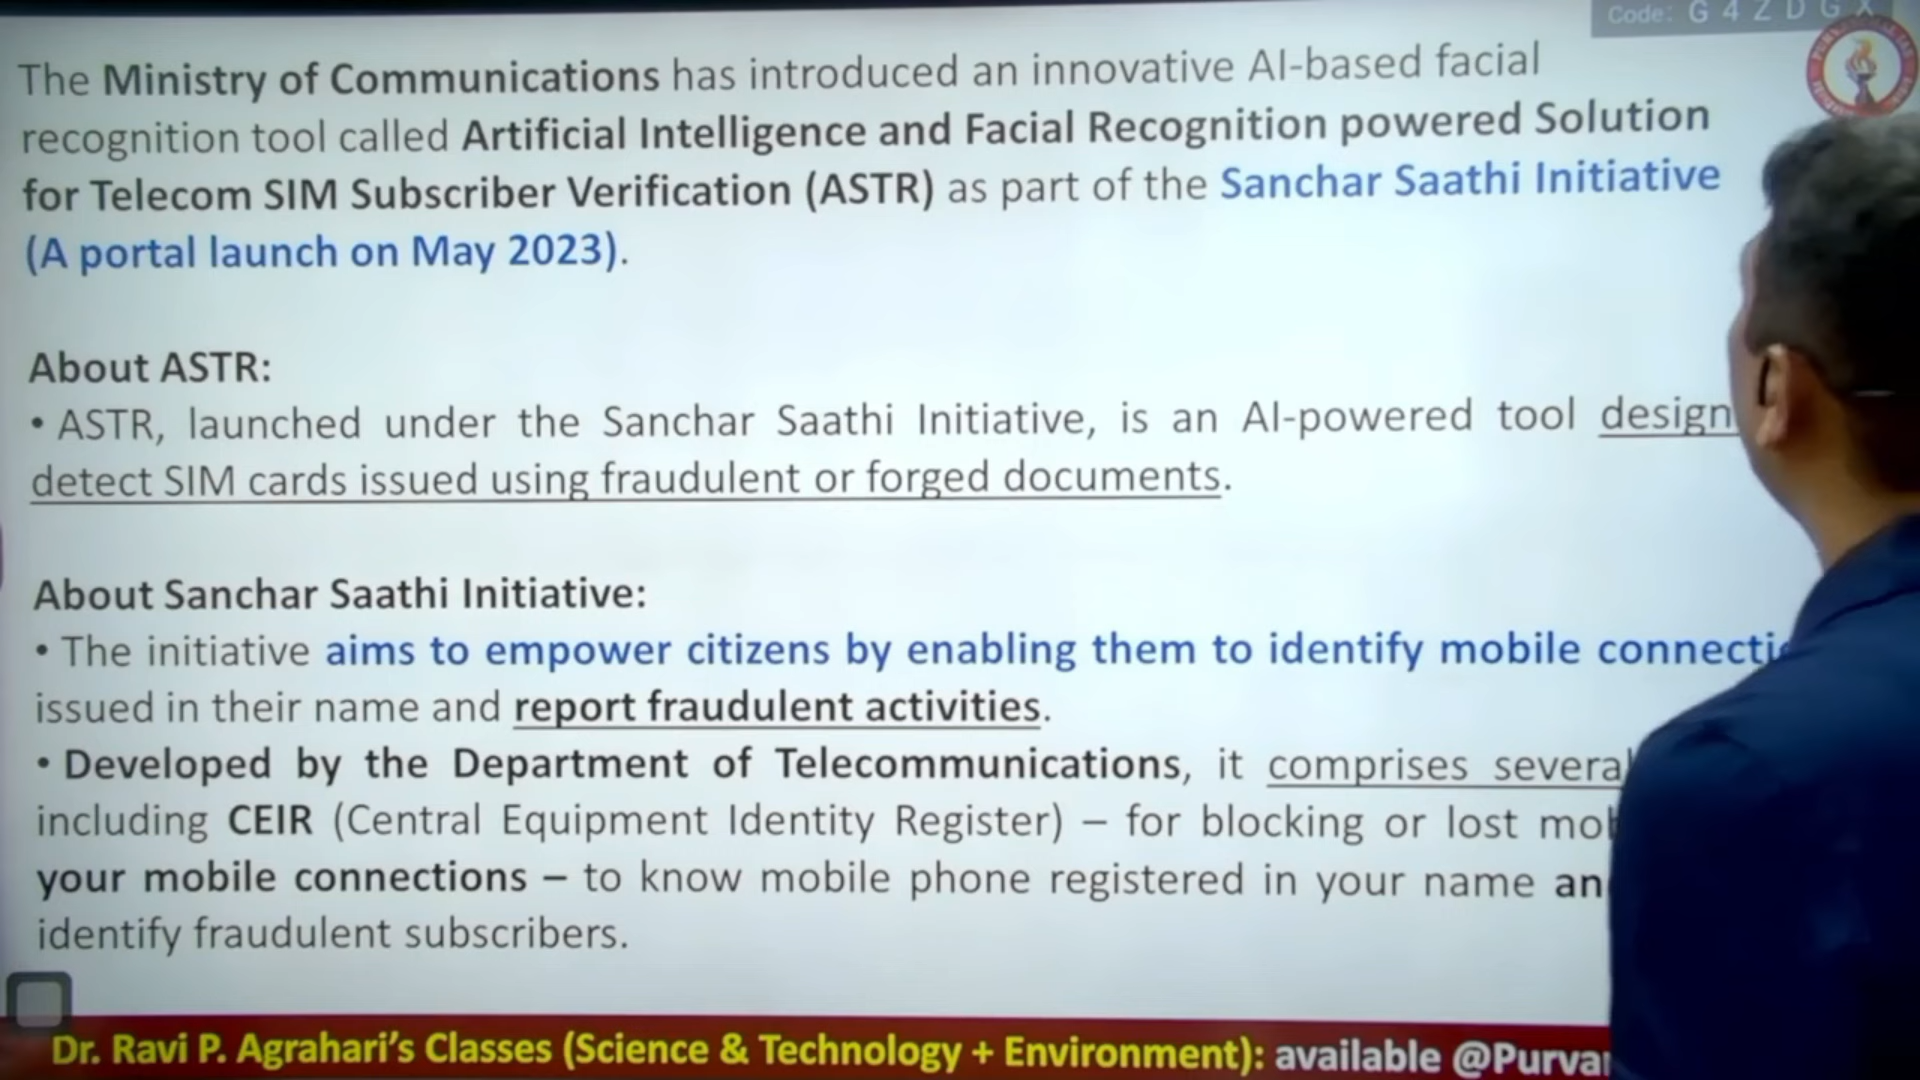 Code: G 4 Z D G X
The Ministry of Communications has introduced an innovative AI-based facial
recognition tool called Artificial Intelligence and Facial Recognition powered Solution
for Telecom SIM Subscriber Verification (ASTR) as part of the Sanchar Saathi Initiative
(A portal launch on May 2023).
About ASTR:
• ASTR, launched under the Sanchar Saathi Initiative, is an AI-powered tool design
detect SIM cards issued using fraudulent or forged documents.
About Sanchar Saathi Initiative:
• The initiative aims to empower citizens by enabling them to identify mobile connecti
issued in their name and report fraudulent activities.
• Developed by the Department of Telecommunications, it comprises several
including CEIR (Central Equipment Identity Register) – for blocking or lost mob
your mobile connections – to know mobile phone registered in your name an
identify fraudulent subscribers.
Dr. Ravi P. Agrahari's Classes (Science & Technology + Environment): available @Purva